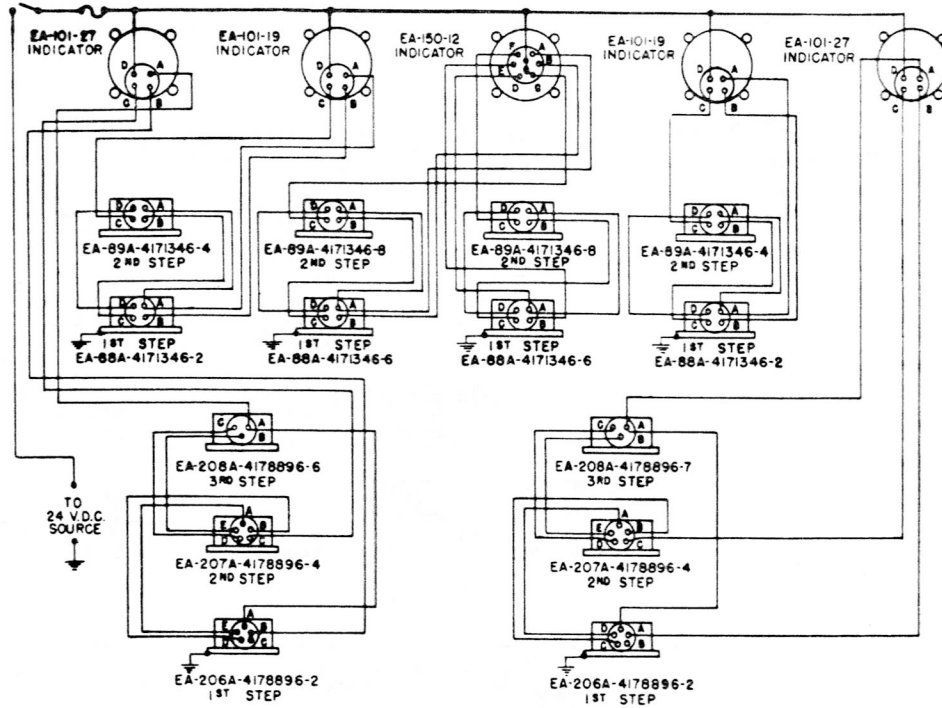 EA-101-27
INDICATOR
EA-101-19
INDICATOR
EA-150-12
INDICATOR
EA-101-19
INDICATOR
EA-101-27
INDICATOR
D A
C B
D A
C B
F A
B
E
D G
D A
C B
D A
C B
D A
C B
EA-89A-4171346-4
2ND STEP
D A
C B
EA-89A-4171346-8
2ND STEP
D A
C B
EA-89A-4171346-8
2ND STEP
D A
C B
EA-89A-4171346-4
2ND STEP
D A
C B
1ST STEP
EA-88A-4171346-2
D A
C B
1ST STEP
EA-88A-4171346-6
D A
C B
1ST STEP
EA-88A-4171346-6
D A
C B
1ST STEP
EA-88A-4171346-2
C A
B
EA-208A-4178896-6
3RD STEP
C A
B
EA-208A-4178896-7
3RD STEP
TO
24 V.D.C.
SOURCE
A
E B
D C
EA-207A-4178896-4
2ND STEP
A
E B
D C
EA-207A-4178896-4
2ND STEP
A
E B
D C
EA-206A-4178896-2
1ST STEP
D A
C B
EA-206A-4178896-2
1ST STEP